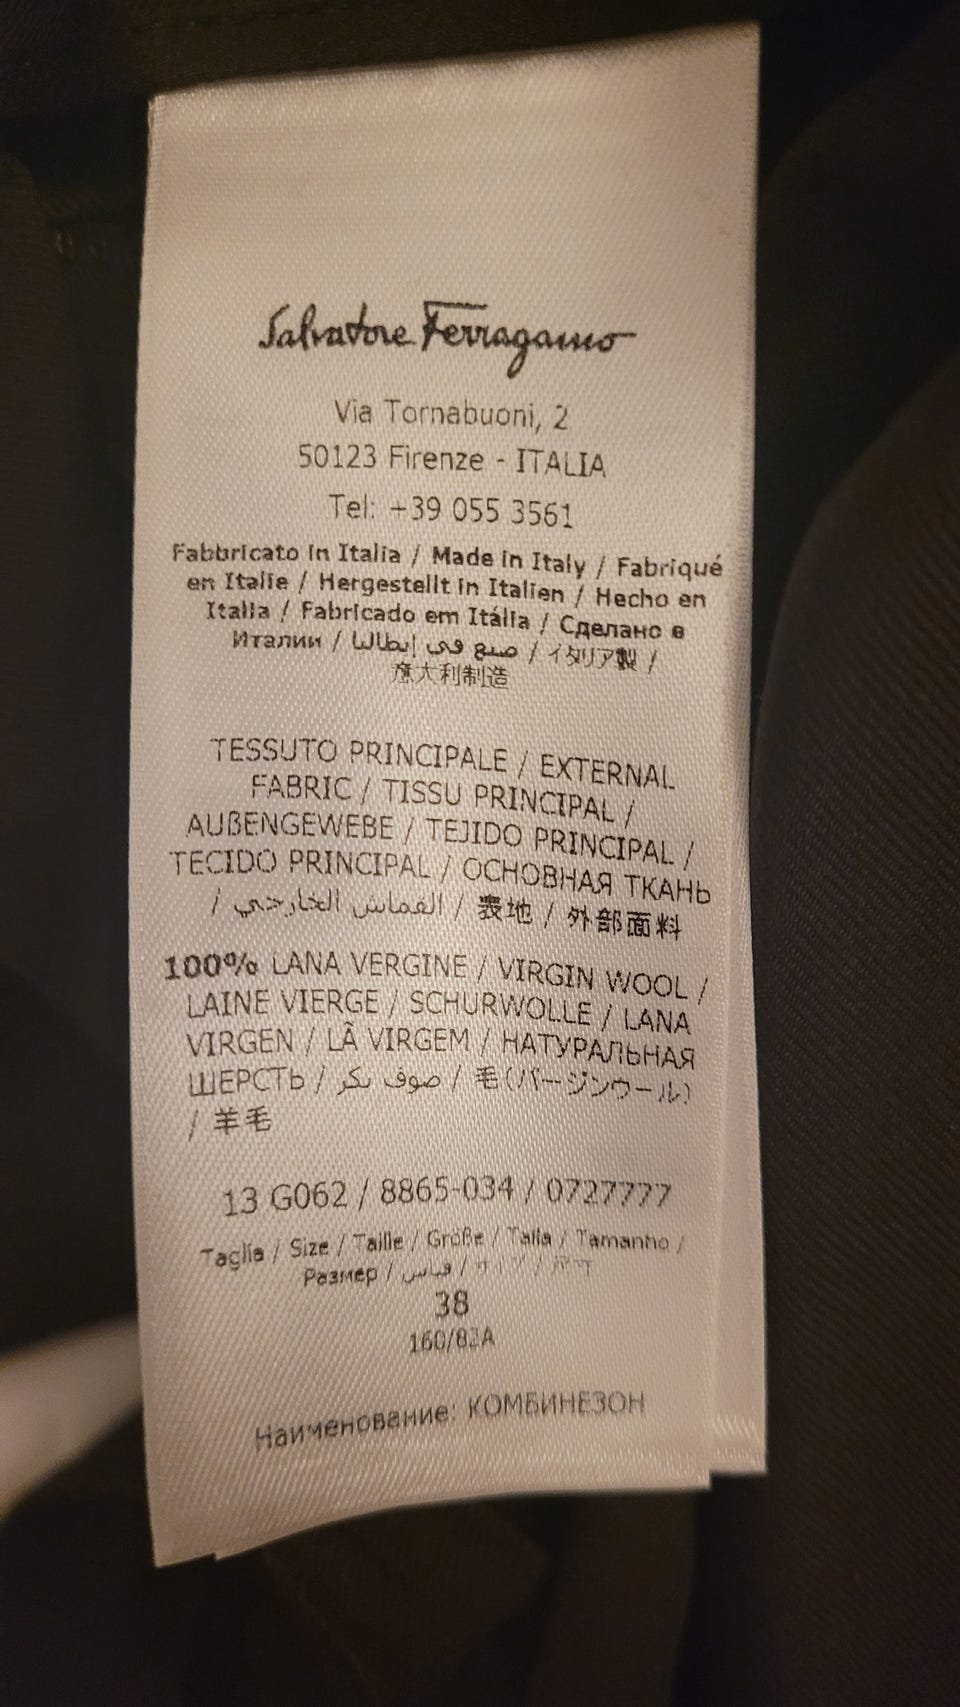 Salvatore Ferragamo
Via Tornabuoni, 2
50123 Firenze - ITALIA
Tel: +39 055 3561
Fabbricato in Italia / Made in Italy / Fabriqué
en Italie / Hergestellt in Italien / Hecho en
Italia / Fabricado em Itália / Сделано в
Италии / صنع في إيطاليا / イタリア製 /
意大利制造
TESSUTO PRINCIPALE / EXTERNAL
FABRIC / TISSU PRINCIPAL /
AUßENGEWEBE / TEJIDO PRINCIPAL /
TECIDO PRINCIPAL / ОСНОВНАЯ ТКАНЬ
/ القماش الخارجي / 表地 / 外部面料
100% LANA VERGINE / VIRGIN WOOL /
LAINE VIERGE / SCHURWOLLE / LANA
VIRGEN / LÃ VIRGEM / НАТУРАЛЬНАЯ
ШЕРСТЬ / صوف بكر / 毛(バージンウール)
/ 羊毛
13 G062 / 8865-034 / 0727777
Taglia / Size / Taille / Größe / Talla / Tamanho /
Размер / قياس / サイズ / 尺寸
38
160/82A
Наименование: КОМБИНЕЗОН